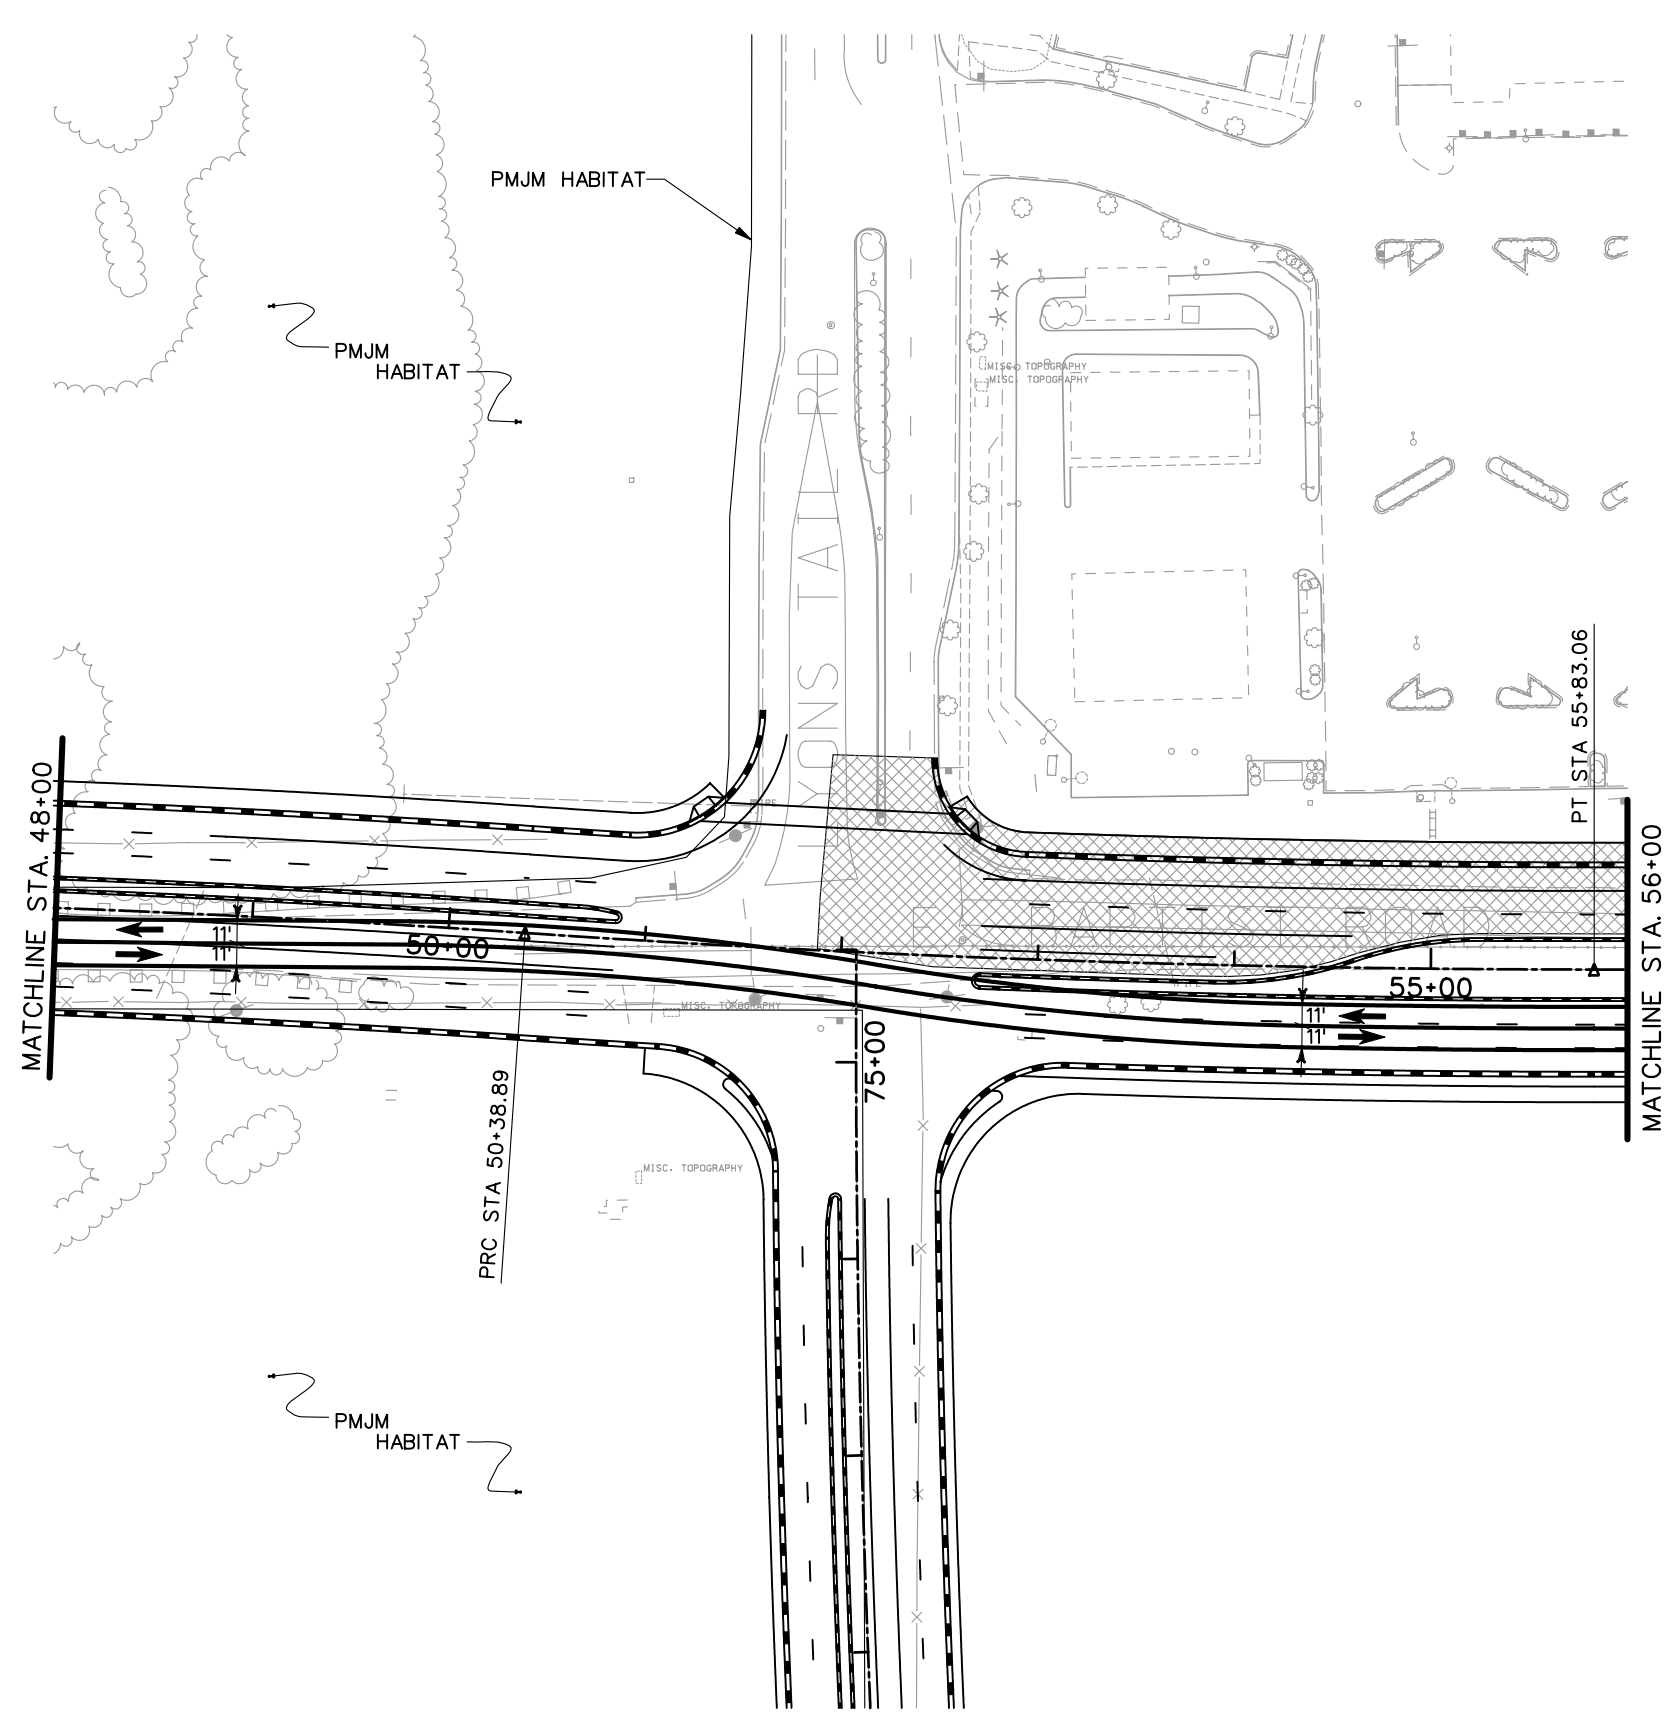 PMJM HABITAT
PMJM
HABITAT
MISC. TOPOGRAPHY
MISC. TOPOGRAPHY
LYONS TAIL RD
PT STA 55+83.06
MATCHLINE STA. 48+00
11'
11'
50+00
MISC. TOPOGRAPHY
75+00
55+00
11'
11'
MATCHLINE STA. 56+00
PRC STA 50+38.89
MISC. TOPOGRAPHY
PMJM
HABITAT